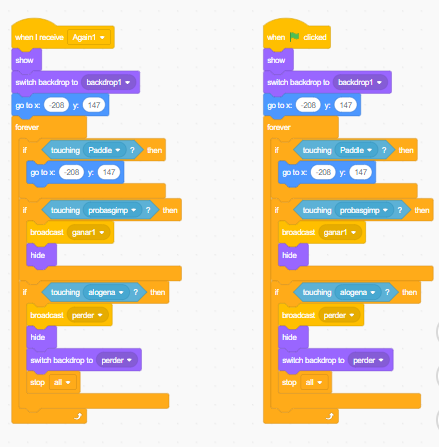 when I receive Again1
show
switch backdrop to backdrop1
go to x: -208 y: 147
forever
if touching Paddle ? then
go to x: -208 y: 147
if touching probasgimp ? then
broadcast ganar1
hide
if touching alogena ? then
broadcast perder
hide
switch backdrop to perder
stop all
when clicked
show
switch backdrop to backdrop1
go to x: -208 y: 147
forever
if touching Paddle ? then
go to x: -208 y: 147
if touching probasgimp ? then
broadcast ganar1
hide
if touching alogena ? then
broadcast perder
hide
switch backdrop to perder
stop all